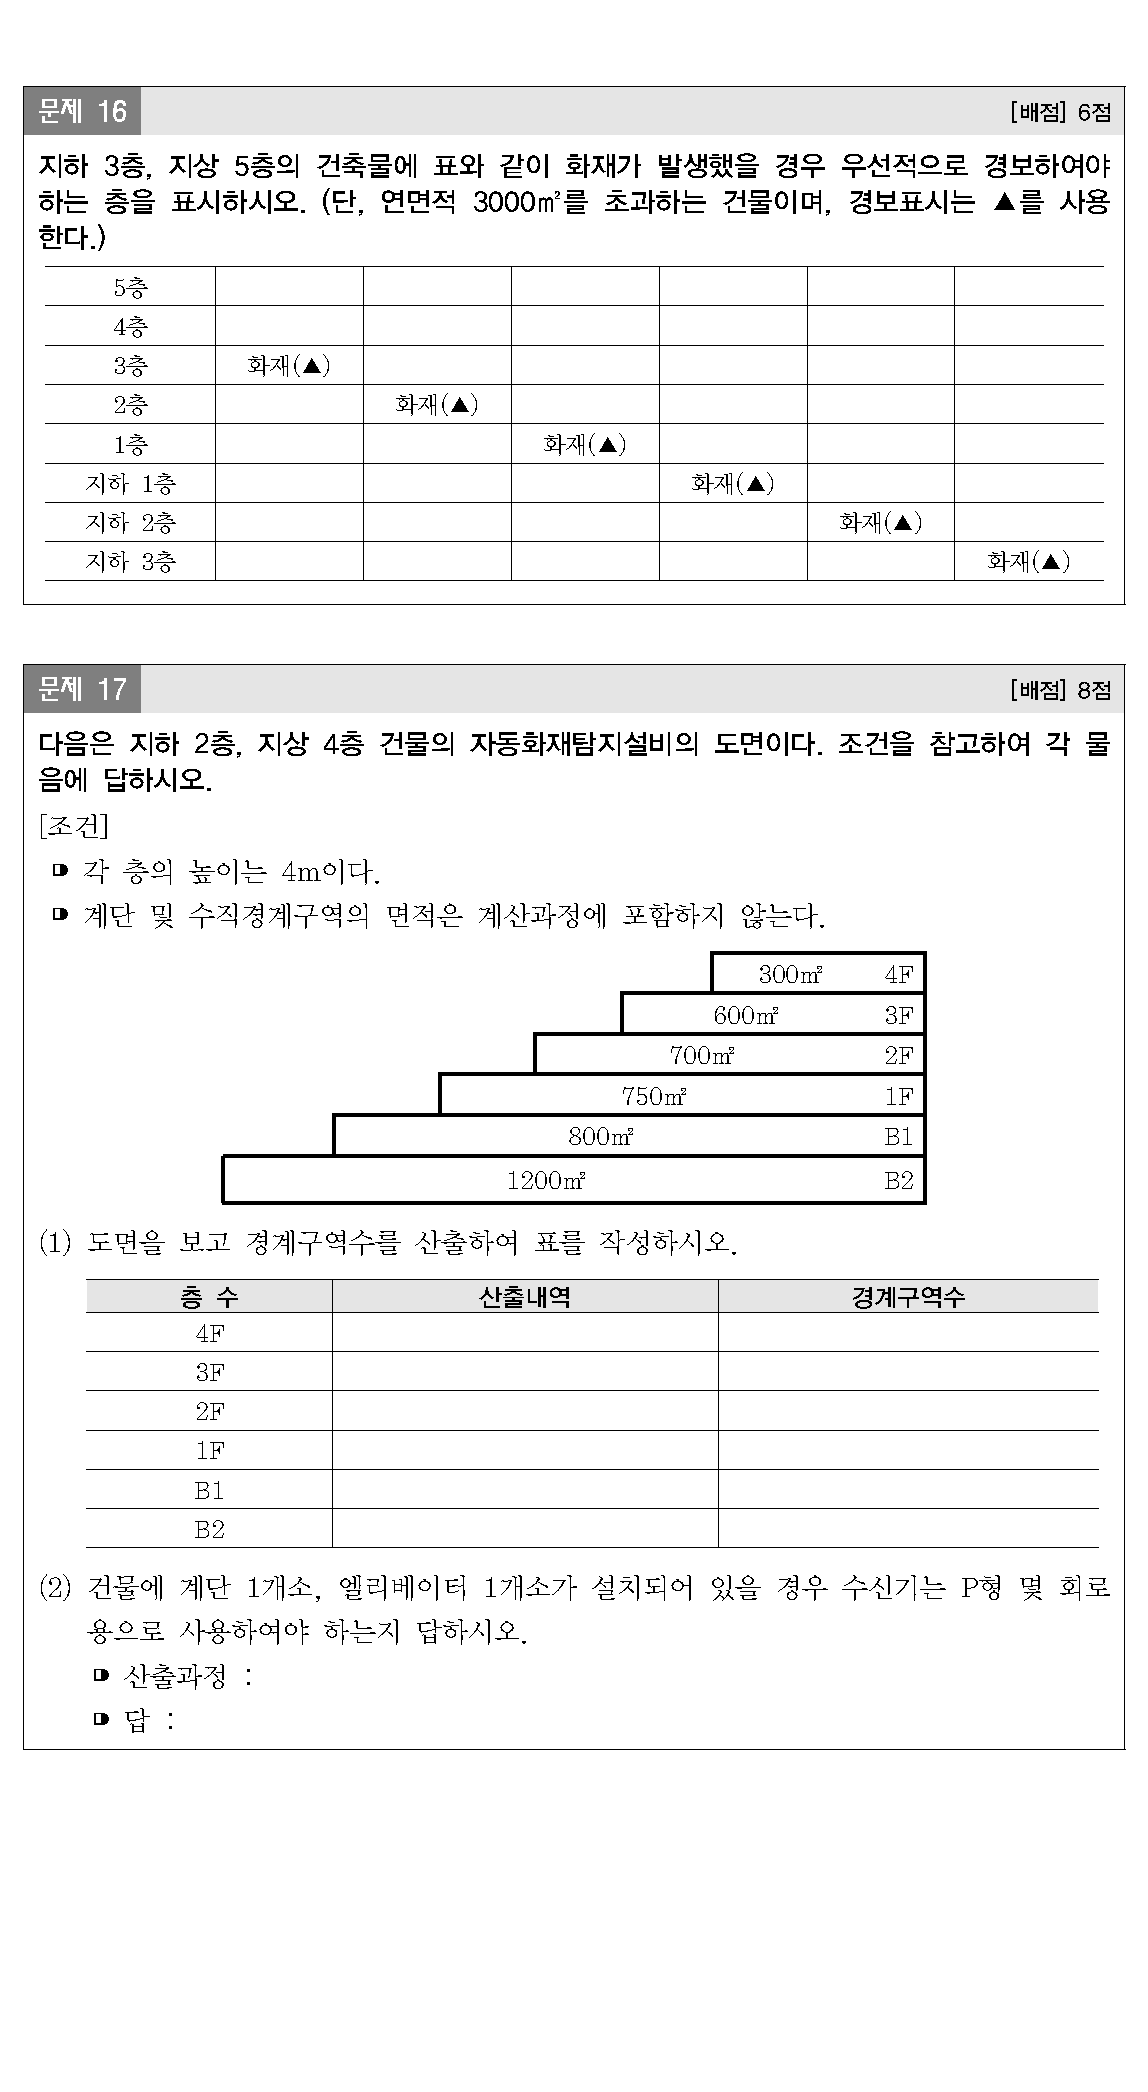 문제 16 [배점] 6점
지하 3층, 지상 5층의 건축물에 표와 같이 화재가 발생했을 경우 우선적으로 경보하여야
하는 층을 표시하시오. (단, 연면적 3000㎡를 초과하는 건물이며, 경보표시는 ▲를 사용
한다.)
5층
4층
3층 화재(▲)
2층 화재(▲)
1층 화재(▲)
지하 1층 화재(▲)
지하 2층 화재(▲)
지하 3층 화재(▲)
문제 17 [배점] 8점
다음은 지하 2층, 지상 4층 건물의 자동화재탐지설비의 도면이다. 조건을 참고하여 각 물
음에 답하시오.
[조건]
각 층의 높이는 4m이다.
계단 및 수직경계구역의 면적은 계산과정에 포함하지 않는다.
300㎡ 4F
600㎡ 3F
700㎡ 2F
750㎡ 1F
800㎡ B1
1200㎡ B2
(1) 도면을 보고 경계구역수를 산출하여 표를 작성하시오.
층 수 산출내역 경계구역수
4F
3F
2F
1F
B1
B2
(2) 건물에 계단 1개소, 엘리베이터 1개소가 설치되어 있을 경우 수신기는 P형 몇 회로
용으로 사용하여야 하는지 답하시오.
산출과정 :
답 :